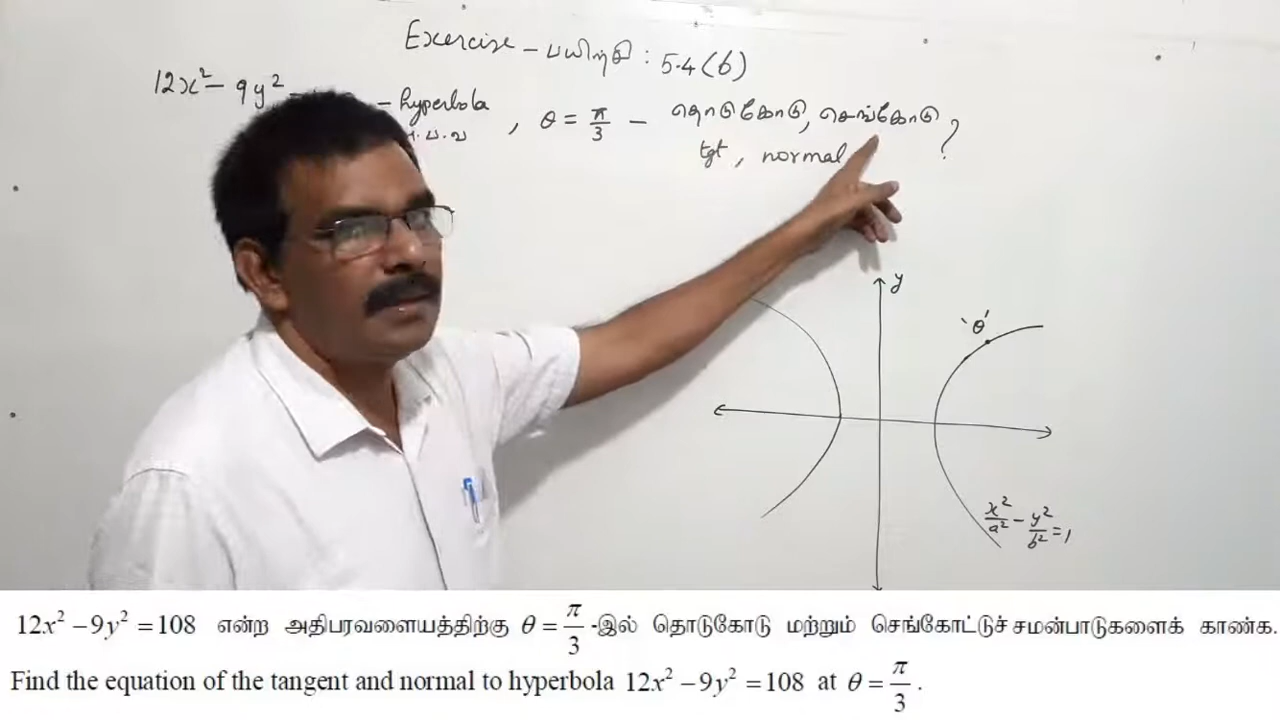 Exercise – பயிற்சி : 5.4 (6)
12x² – 9y² – hyperbola , θ = π/3 – தொடுகோடு, செங்கோடு ?
அ.ப.வ
tgt , normal
y
'θ'
x²/a² – y²/b² = 1
12x² – 9y² = 108 என்ற அதிபரவளையத்திற்கு θ = π/3 -இல் தொடுகோடு மற்றும் செங்கோட்டுச் சமன்பாடுகளைக் காண்க.
Find the equation of the tangent and normal to hyperbola 12x² – 9y² = 108 at θ = π/3 .